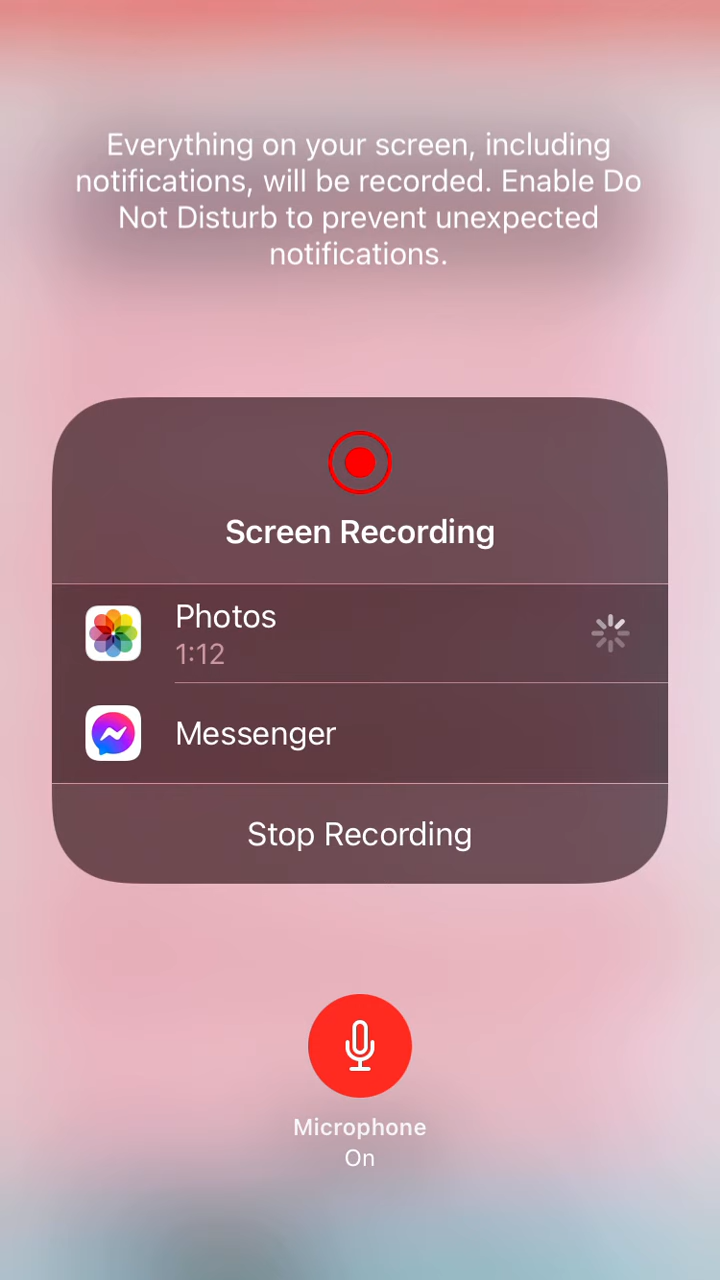 Everything on your screen, including
notifications, will be recorded. Enable Do
Not Disturb to prevent unexpected
notifications.
Screen Recording
Photos
1:12
Messenger
Stop Recording
Microphone
On